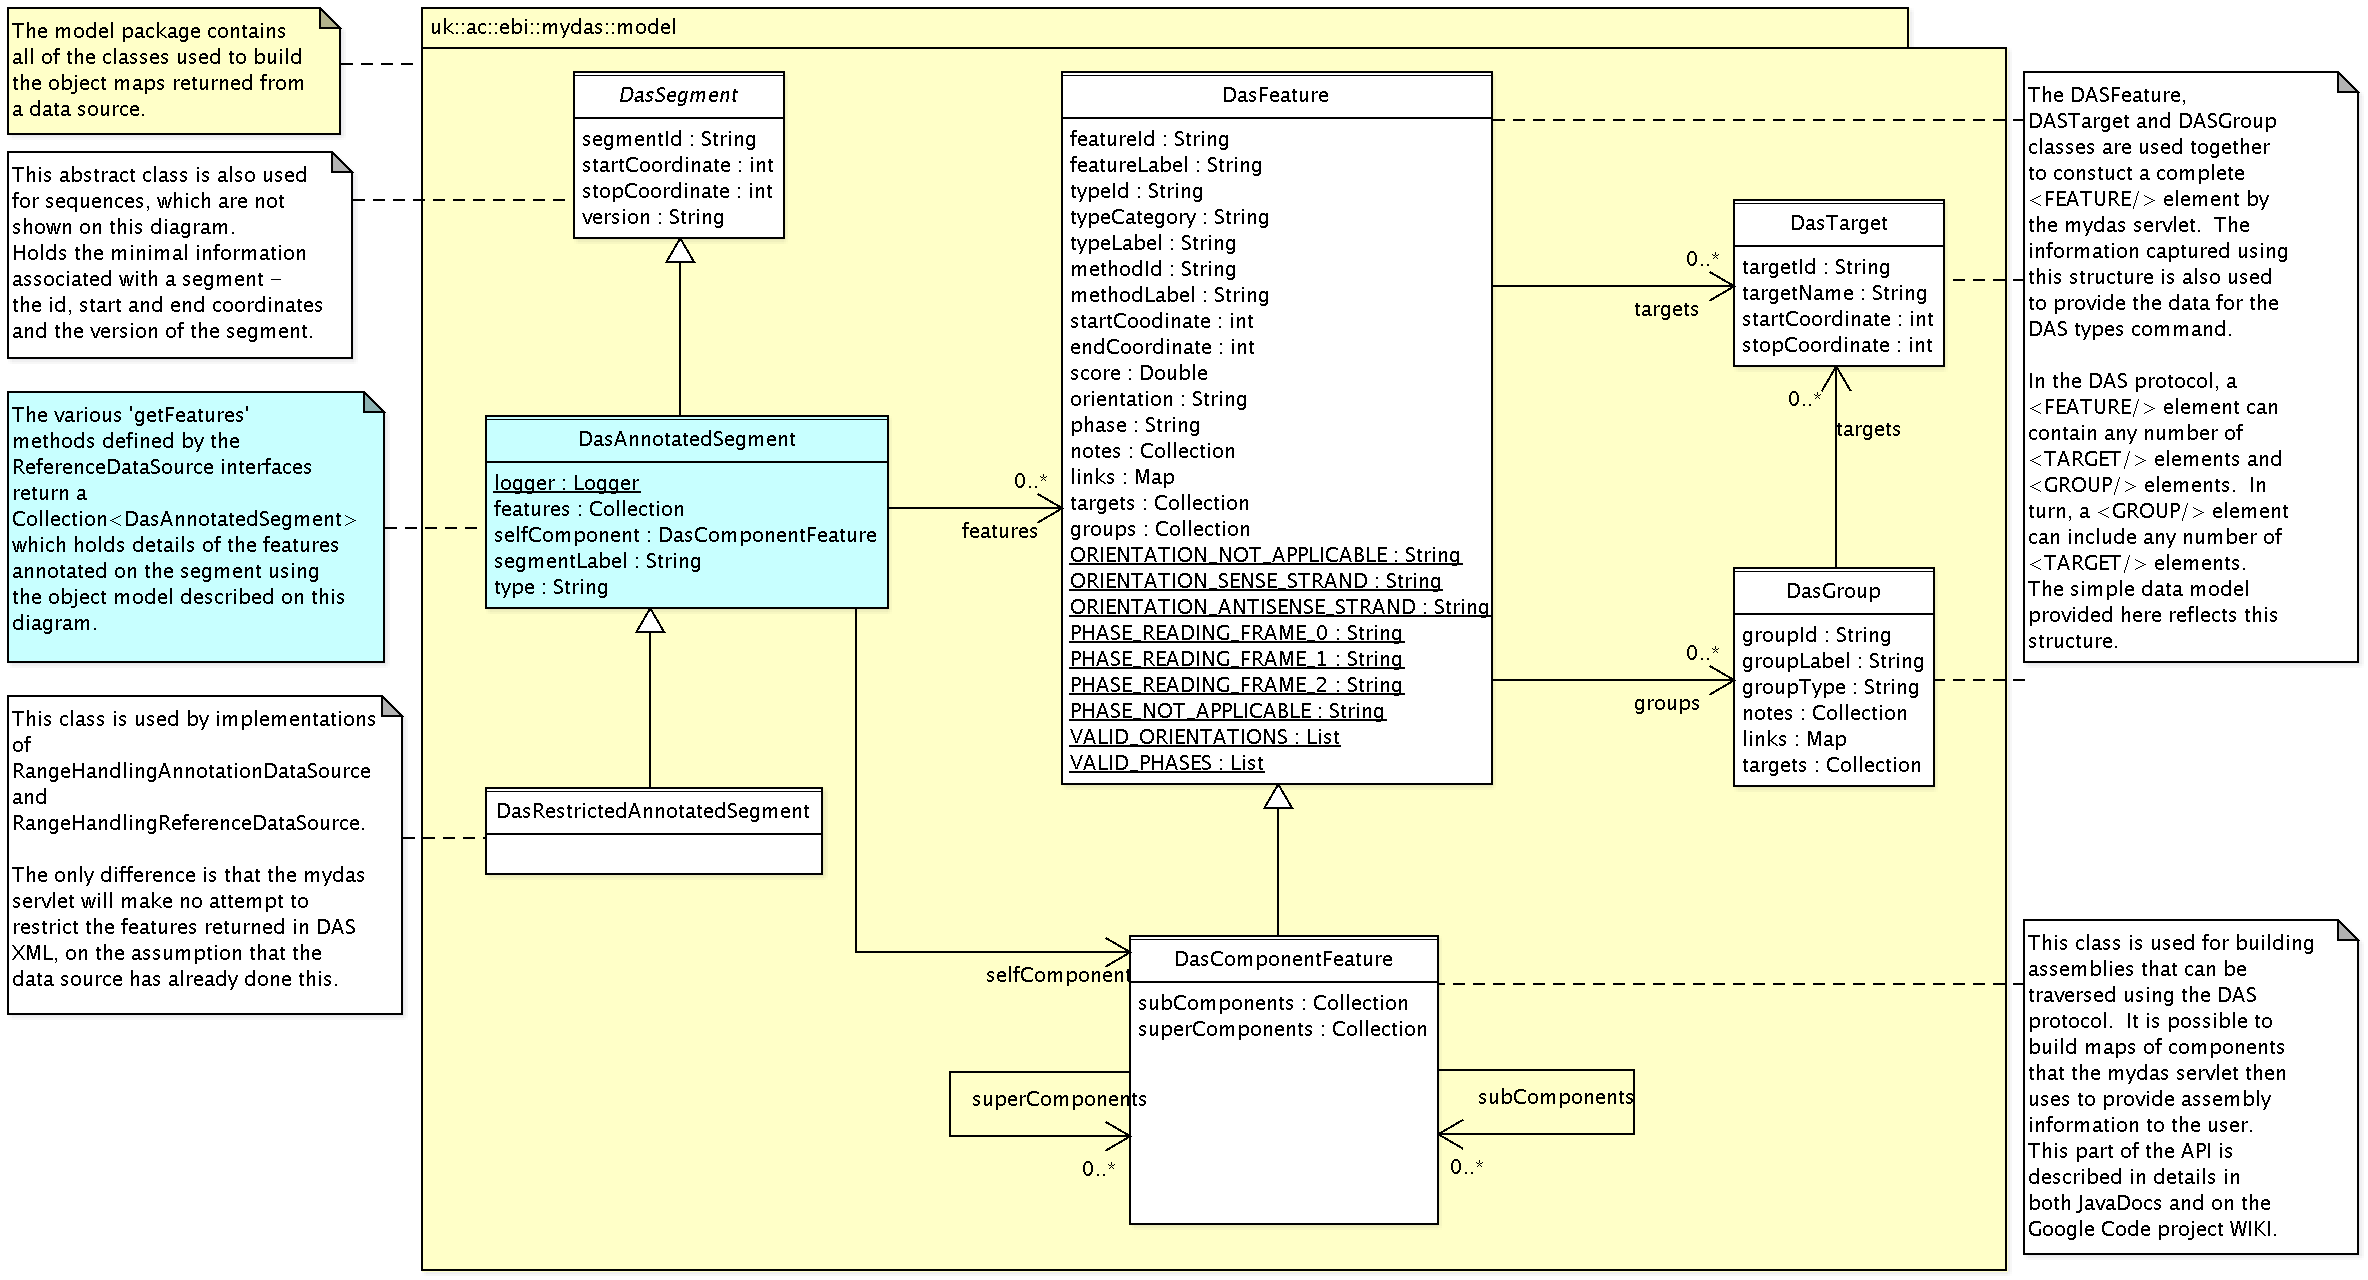 The model package contains
all of the classes used to build
the object maps returned from
a data source.
This abstract class is also used
for sequences, which are not
shown on this diagram.
Holds the minimal information
associated with a segment –
the id, start and end coordinates
and the version of the segment.
The various 'getFeatures'
methods defined by the
ReferenceDataSource interfaces
return a
Collection<DasAnnotatedSegment>
which holds details of the features
annotated on the segment using
the object model described on this
diagram.
This class is used by implementations
of
RangeHandlingAnnotationDataSource
and
RangeHandlingReferenceDataSource.
The only difference is that the mydas
servlet will make no attempt to
restrict the features returned in DAS
XML, on the assumption that the
data source has already done this.
uk::ac::ebi::mydas::model
DasSegment
segmentId : String
startCoordinate : int
stopCoordinate : int
version : String
DasAnnotatedSegment
logger : Logger
features : Collection
selfComponent : DasComponentFeature
segmentLabel : String
type : String
DasRestrictedAnnotatedSegment
0..*
features
selfComponent
DasFeature
featureId : String
featureLabel : String
typeId : String
typeCategory : String
typeLabel : String
methodId : String
methodLabel : String
startCoodinate : int
endCoordinate : int
score : Double
orientation : String
phase : String
notes : Collection
links : Map
targets : Collection
groups : Collection
ORIENTATION_NOT_APPLICABLE : String
ORIENTATION_SENSE_STRAND : String
ORIENTATION_ANTISENSE_STRAND : String
PHASE_READING_FRAME_0 : String
PHASE_READING_FRAME_1 : String
PHASE_READING_FRAME_2 : String
PHASE_NOT_APPLICABLE : String
VALID_ORIENTATIONS : List
VALID_PHASES : List
DasComponentFeature
subComponents : Collection
superComponents : Collection
superComponents
0..*
subComponents
0..*
0..*
targets
DasTarget
targetId : String
targetName : String
startCoordinate : int
stopCoordinate : int
0..*
targets
0..*
groups
DasGroup
groupId : String
groupLabel : String
groupType : String
notes : Collection
links : Map
targets : Collection
The DASFeature,
DASTarget and DASGroup
classes are used together
to constuct a complete
<FEATURE/> element by
the mydas servlet.  The
information captured using
this structure is also used
to provide the data for the
DAS types command.
In the DAS protocol, a
<FEATURE/> element can
contain any number of
<TARGET/> elements and
<GROUP/> elements.  In
turn, a <GROUP/> element
can include any number of
<TARGET/> elements.
The simple data model
provided here reflects this
structure.
This class is used for building
assemblies that can be
traversed using the DAS
protocol.  It is possible to
build maps of components
that the mydas servlet then
uses to provide assembly
information to the user.
This part of the API is
described in details in
both JavaDocs and on the
Google Code project WIKI.